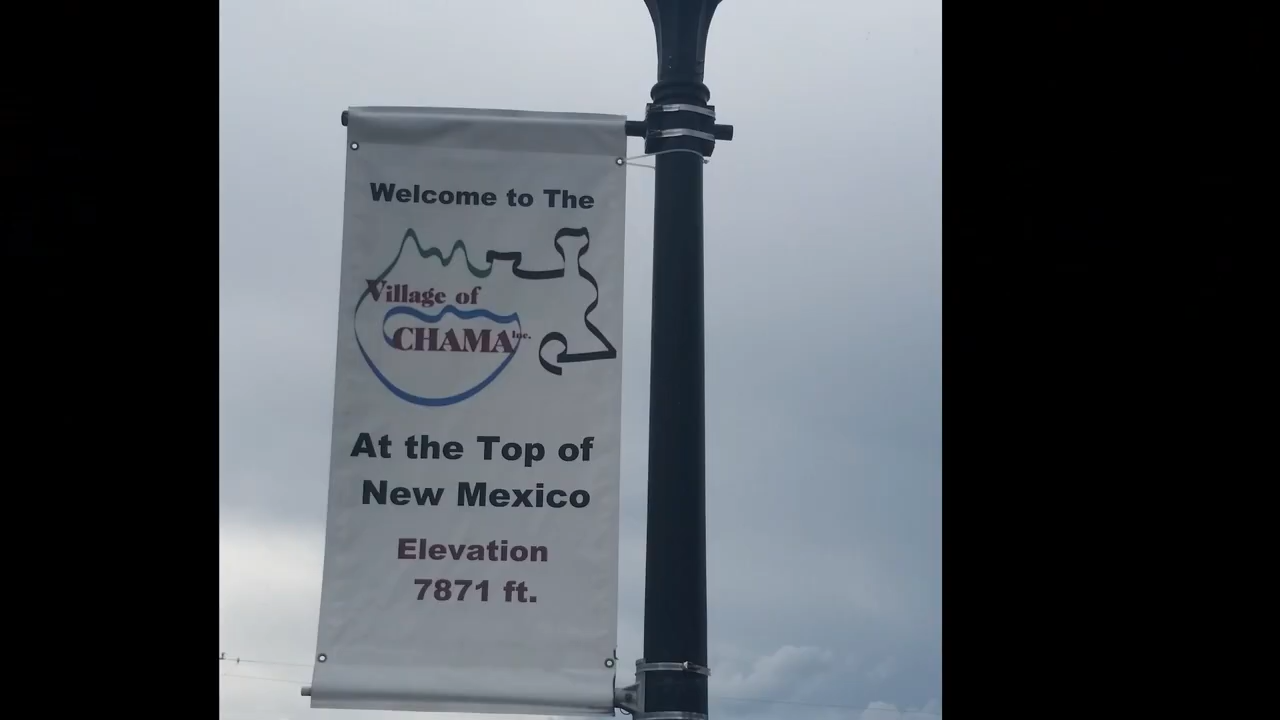 Welcome to The
Village of
CHAMA Inc.
At the Top of
New Mexico
Elevation
7871 ft.